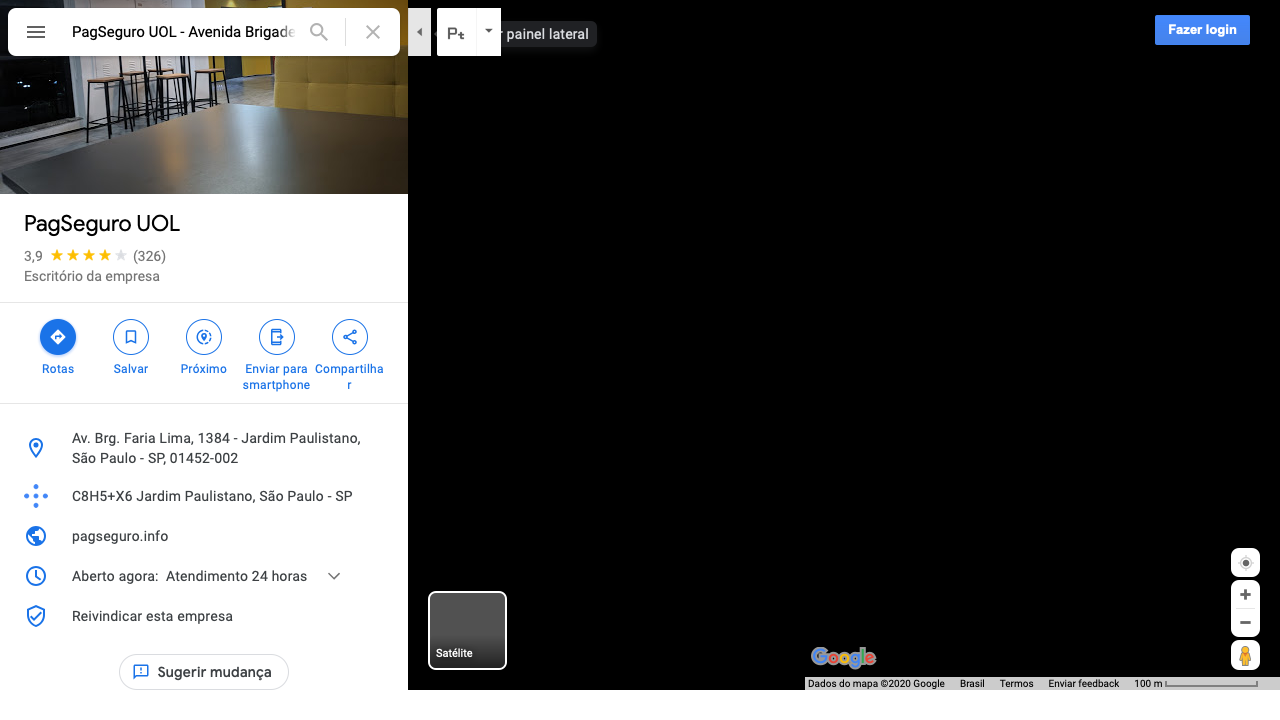 PagSeguro UOL - Avenida Brigade
painel lateral
Fazer login
PagSeguro UOL
3,9 (326)
Escritório da empresa
Rotas
Salvar
Próximo
Enviar para
smartphone
Compartilha
r
Av. Brg. Faria Lima, 1384 - Jardim Paulistano,
São Paulo - SP, 01452-002
C8H5+X6 Jardim Paulistano, São Paulo - SP
pagseguro.info
Aberto agora: Atendimento 24 horas
Reivindicar esta empresa
Sugerir mudança
Satélite
Google
Dados do mapa ©2020 Google Brasil Termos Enviar feedback 100 m